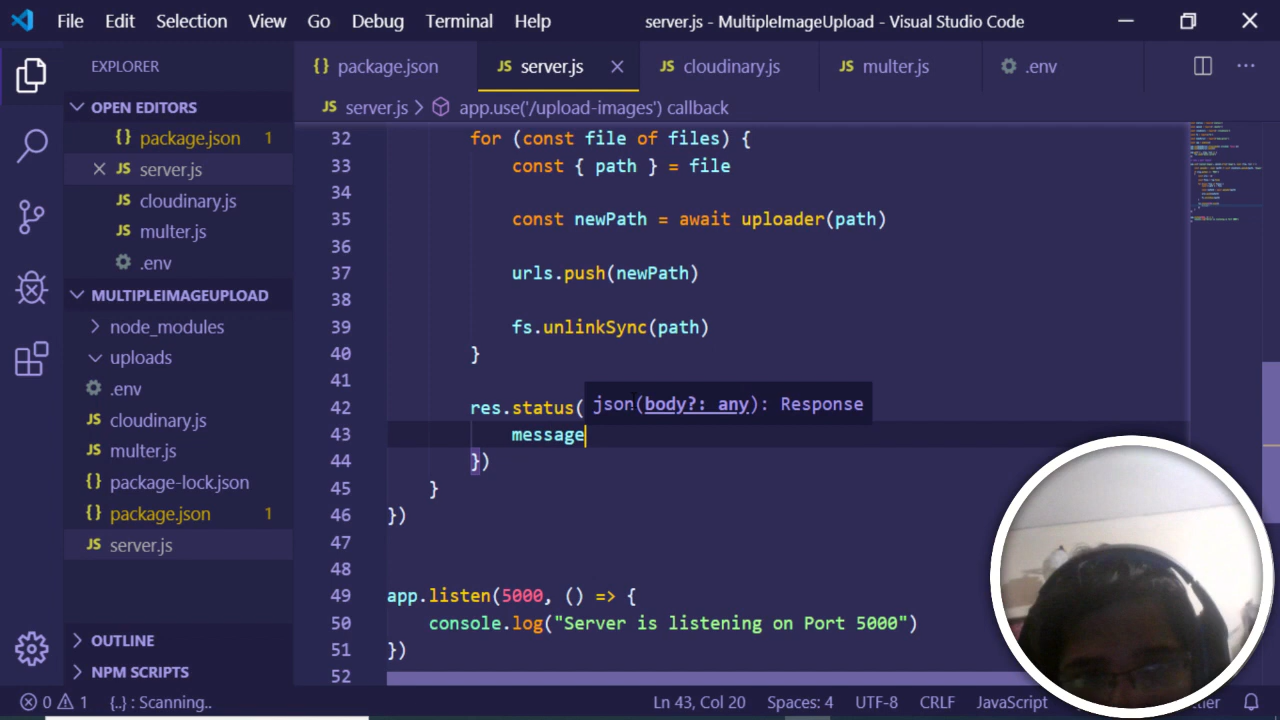 File Edit Selection View Go Debug Terminal Help server.js - MultipleImageUpload - Visual Studio Code
EXPLORER
OPEN EDITORS
{} package.json 1
JS server.js
JS cloudinary.js
JS multer.js
.env
MULTIPLEIMAGEUPLOAD
node_modules
uploads
.env
JS cloudinary.js
JS multer.js
{} package-lock.json
{} package.json 1
JS server.js
OUTLINE
NPM SCRIPTS
{} package.json JS server.js JS cloudinary.js JS multer.js .env
JS server.js > app.use('/upload-images') callback
32 for (const file of files) {
33 const { path } = file
34
35 const newPath = await uploader(path)
36
37 urls.push(newPath)
38
39 fs.unlinkSync(path)
40 }
41
json(body?: any): Response
42 res.status(
43 message
44 })
45 }
46 })
47
48
49 app.listen(5000, () => {
50 console.log("Server is listening on Port 5000")
51 })
52
0 1 {..} : Scanning.. Ln 43, Col 20 Spaces: 4 UTF-8 CRLF JavaScript